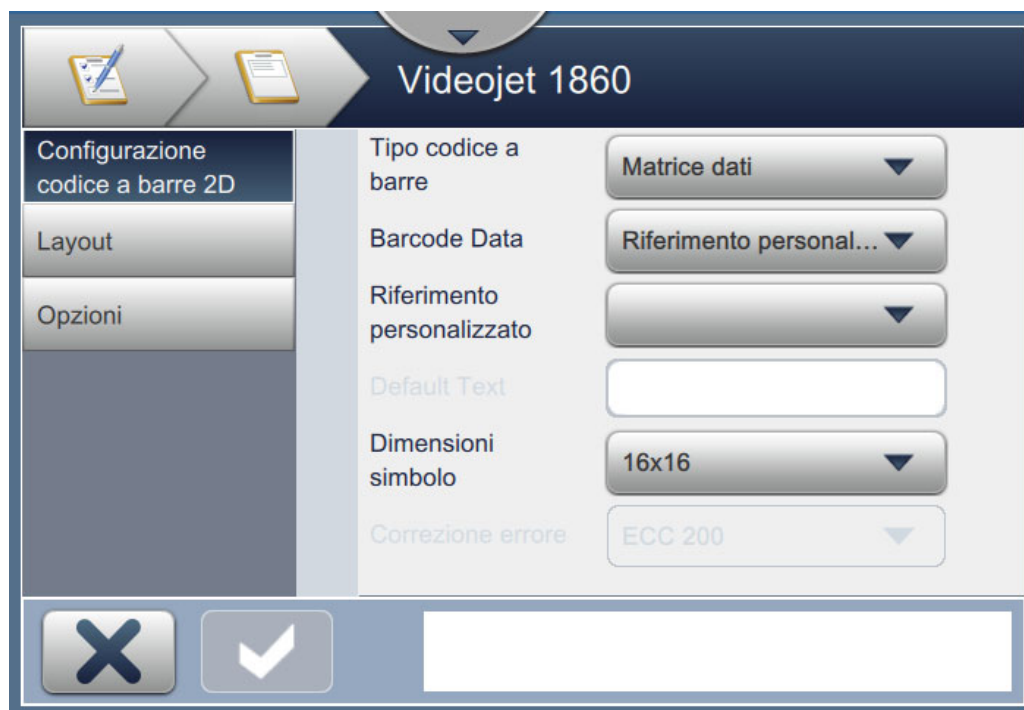 Videojet 1860
Configurazione
codice a barre 2D
Layout
Opzioni
Tipo codice a
barre
Matrice dati
Barcode Data
Riferimento personal...
Riferimento
personalizzato
Default Text
Dimensioni
simbolo
16x16
Correzione errore
ECC 200